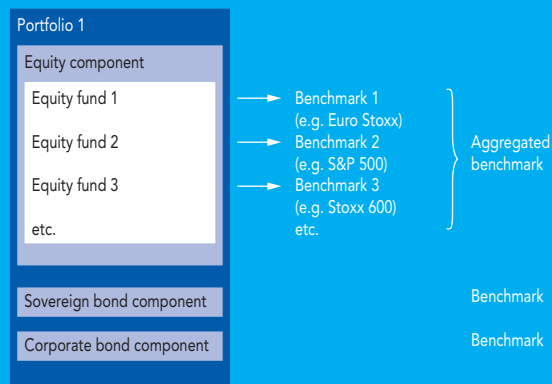 Portfolio 1
Equity component
Equity fund 1
Equity fund 2
Equity fund 3
etc.
Benchmark 1
(e.g. Euro Stoxx)
Benchmark 2
(e.g. S&P 500)
Benchmark 3
(e.g. Stoxx 600)
etc.
Aggregated
benchmark
Sovereign bond component
Benchmark
Corporate bond component
Benchmark